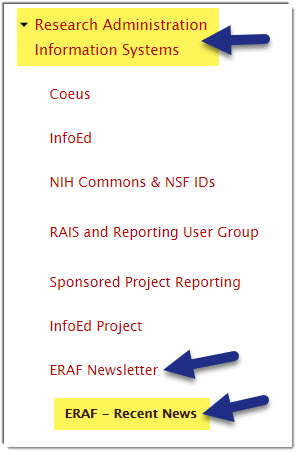 Research Administration
Information Systems
Coeus
InfoEd
NIH Commons & NSF IDs
RAIS and Reporting User Group
Sponsored Project Reporting
InfoEd Project
ERAF Newsletter
ERAF – Recent News